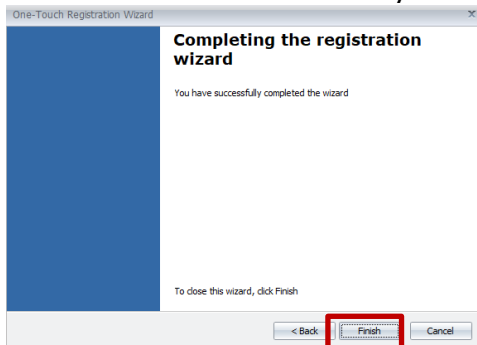 One-Touch Registration Wizard
x
Completing the registration
wizard
You have successfully completed the wizard
To close this wizard, click Finish
< Back Finish Cancel